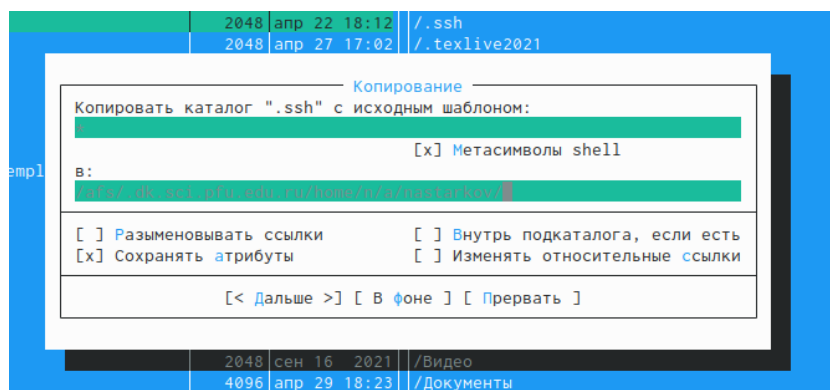 2048 апр 22 18:12 /.ssh
2048 апр 27 17:02 /.texlive2021
Копирование
Копировать каталог ".ssh" с исходным шаблоном:
[x] Метасимволы shell
empl
в:
/afs/.dk.sci.pfu.edu.ru/home/n/a/nastarkov/
[ ] Разыменовывать ссылки [ ] Внутрь подкаталога, если есть
[x] Сохранять атрибуты [ ] Изменять относительные ссылки
[< Дальше >] [ В фоне ] [ Прервать ]
2048 сен 16 2021 /Видео
4096 апр 29 18:23 /Документы